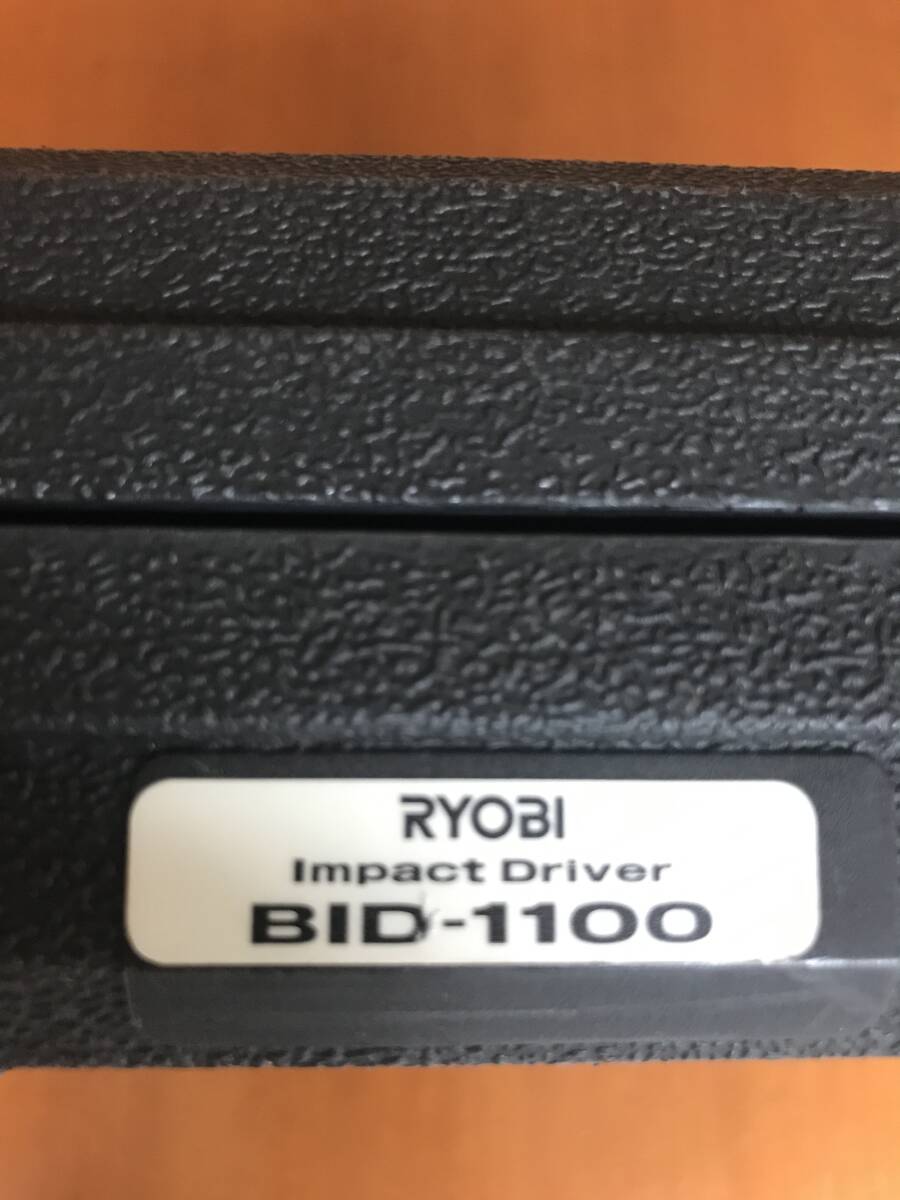 RYOBI
Impact Driver
BID-1100